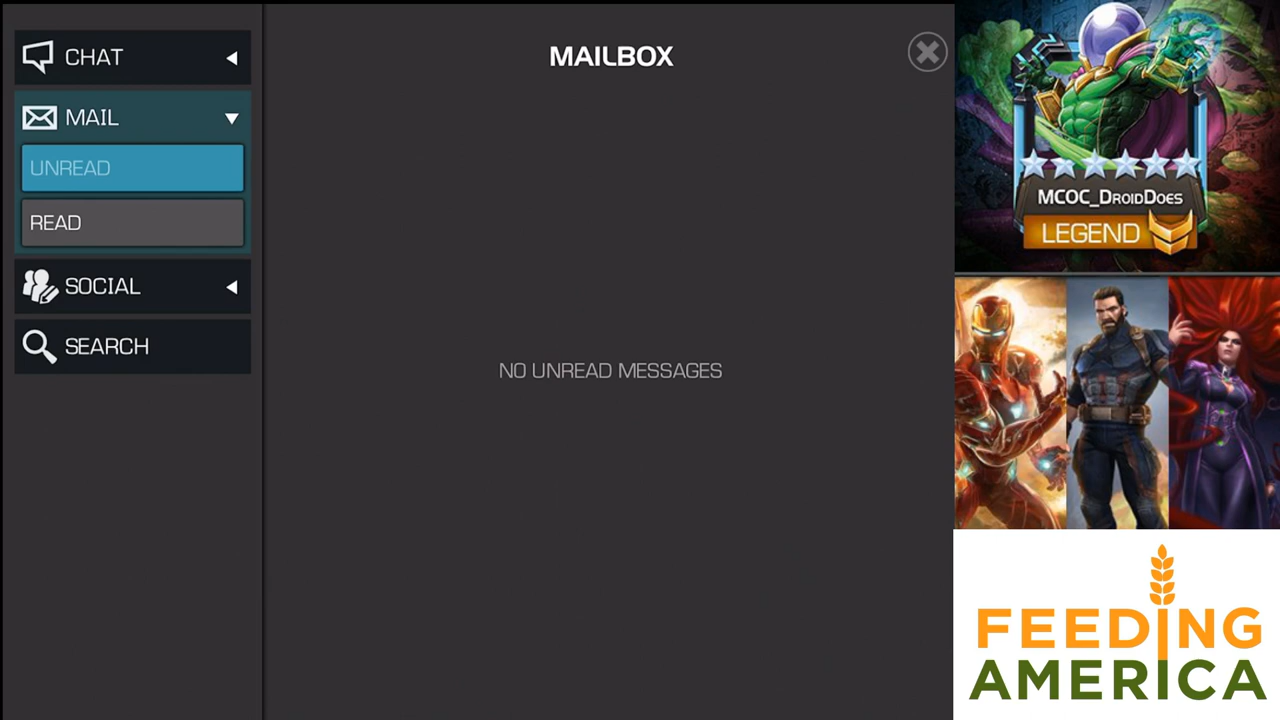 CHAT
MAIL
UNREAD
READ
SOCIAL
SEARCH
MAILBOX
NO UNREAD MESSAGES
MCOC_DROIDDOES
LEGEND
FEEDING
AMERICA